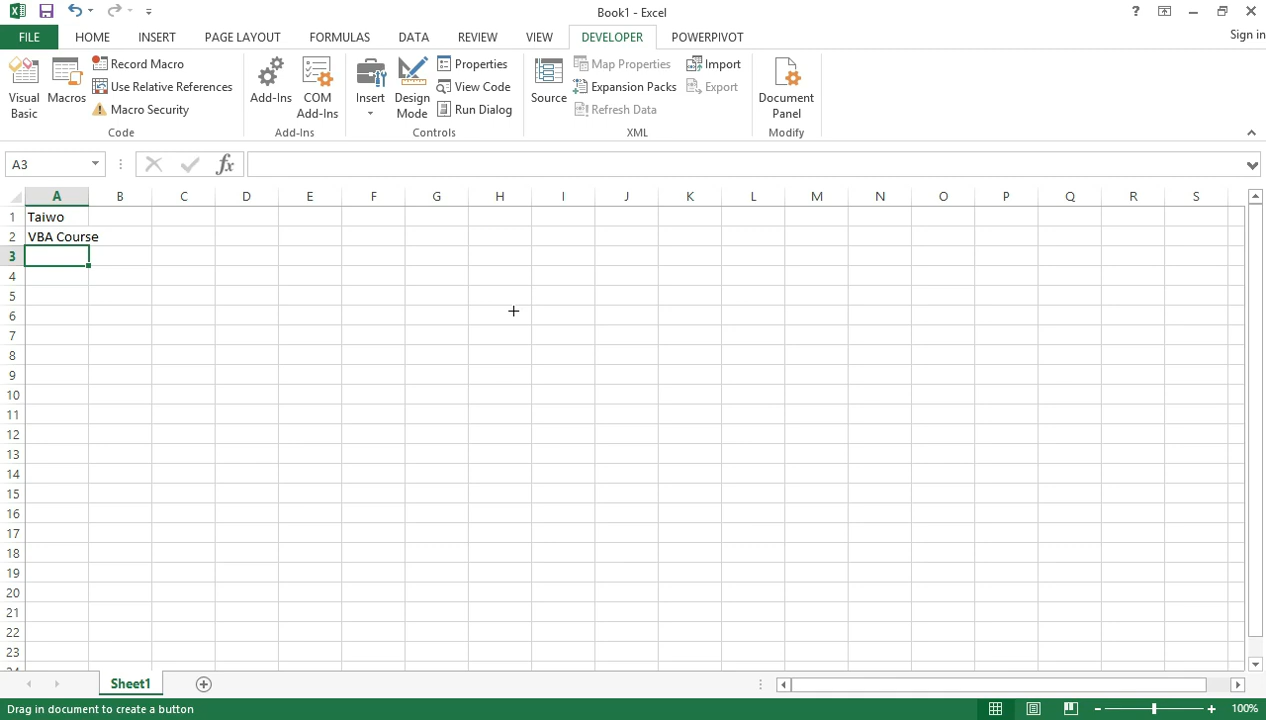 Book1 - Excel
?
FILE HOME INSERT PAGE LAYOUT FORMULAS DATA REVIEW VIEW DEVELOPER POWERPIVOT Sign in
Visual Basic
Macros
Record Macro
Use Relative References
Macro Security
Code
Add-Ins
COM Add-Ins
Add-Ins
Insert
Design Mode
Properties
View Code
Run Dialog
Controls
Source
Map Properties
Expansion Packs
Refresh Data
Import
Export
XML
Document Panel
Modify
A3
fx
A B C D E F G H I J K L M N O P Q R S
1 Taiwo
2 VBA Course
3
4
5
6
7
8
9
10
11
12
13
14
15
16
17
18
19
20
21
22
23
Sheet1
Drag in document to create a button
100%